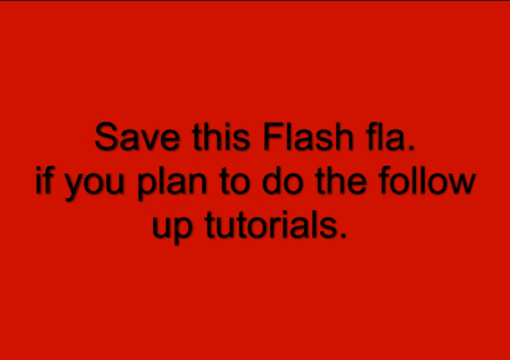 Save this Flash fla.
if you plan to do the follow
up tutorials.